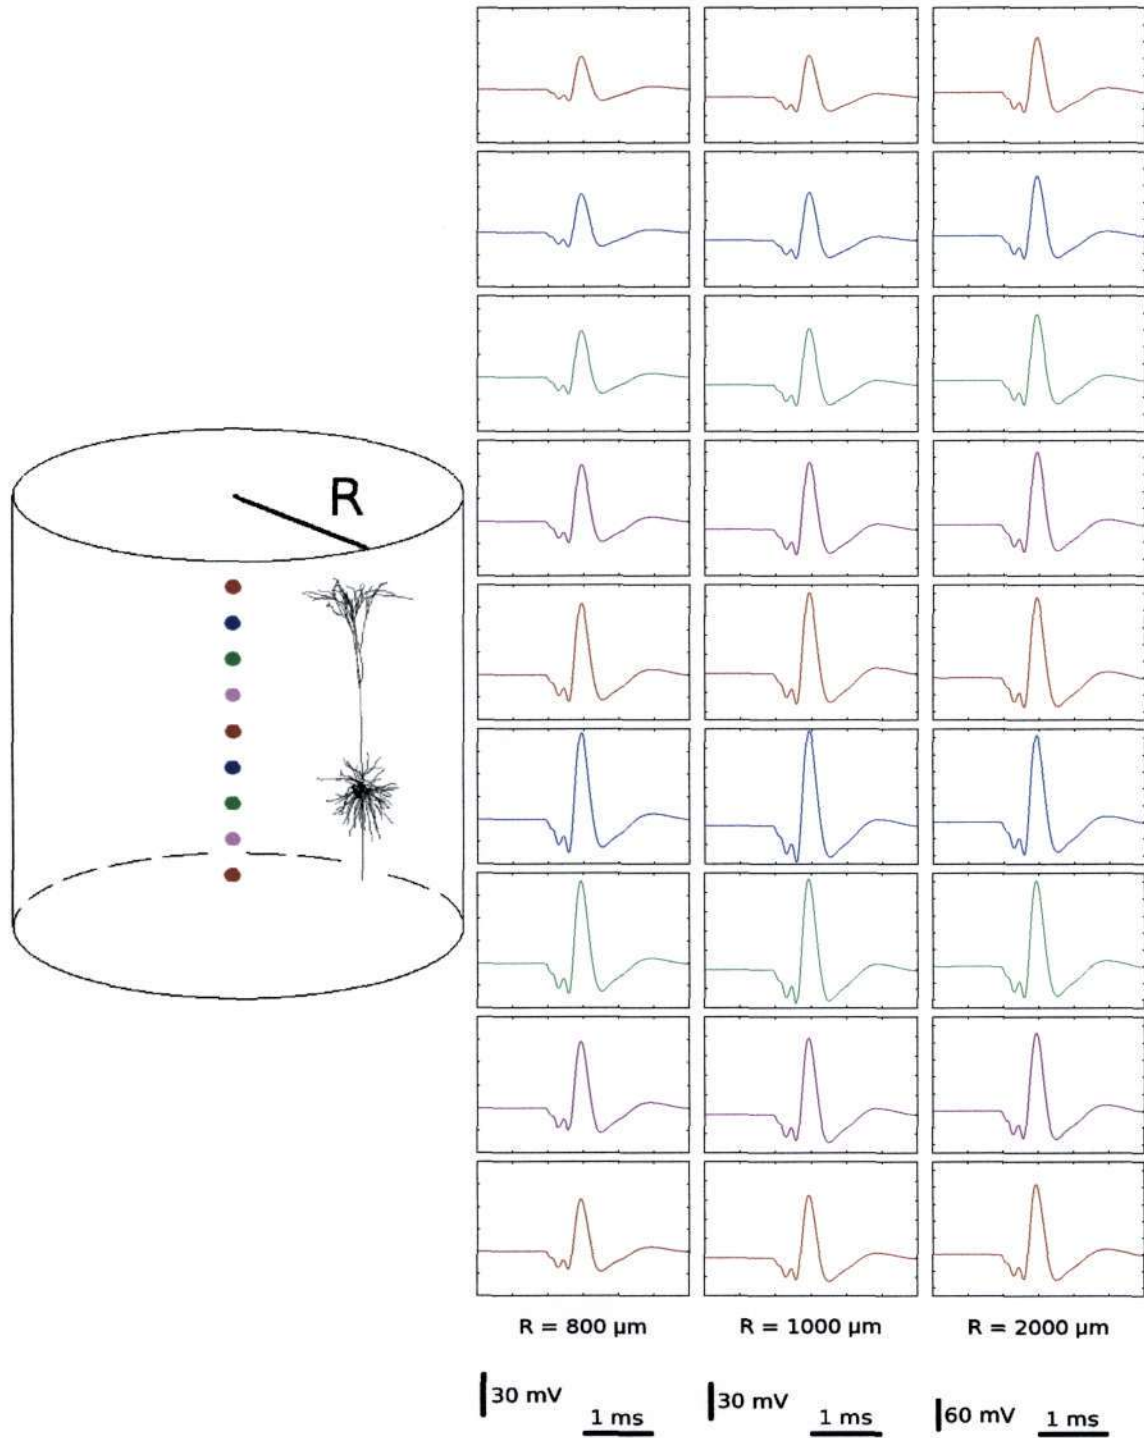 R
R = 800 µm
R = 1000 µm
R = 2000 µm
30 mV
1 ms
30 mV
1 ms
60 mV
1 ms